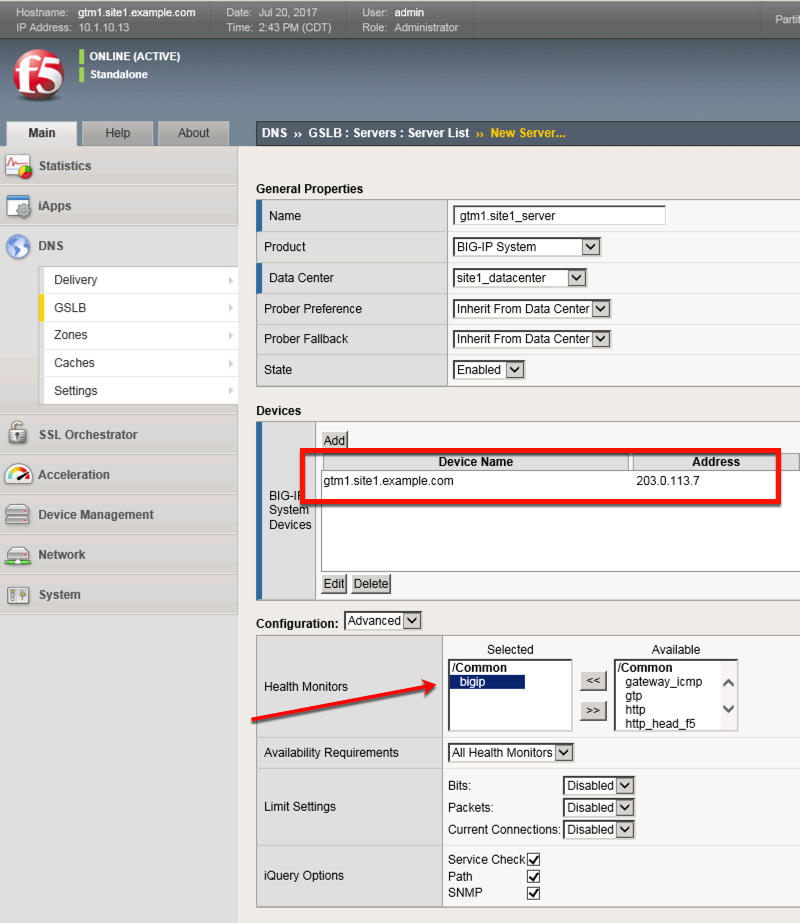 Hostname: gtm1.site1.example.com Date: Jul 20, 2017 User: admin
IP Address: 10.1.10.13 Time: 2:43 PM (CDT) Role: Administrator
f5
ONLINE (ACTIVE)
Standalone
Main Help About
DNS ›› GSLB : Servers : Server List ›› New Server...
Statistics
iApps
DNS
Delivery
GSLB
Zones
Caches
Settings
SSL Orchestrator
Acceleration
Device Management
Network
System
General Properties
Name gtm1.site1_server
Product BIG-IP System
Data Center site1_datacenter
Prober Preference Inherit From Data Center
Prober Fallback Inherit From Data Center
State Enabled
Devices
BIG-IP
System
Devices
Add
Device Name Address
gtm1.site1.example.com 203.0.113.7
Edit Delete
Configuration: Advanced
Health Monitors
Selected Available
/Common /Common
bigip << gateway_icmp
gtp
>> http
http_head_f5
Availability Requirements All Health Monitors
Limit Settings
Bits: Disabled
Packets: Disabled
Current Connections: Disabled
iQuery Options
Service Check
Path
SNMP